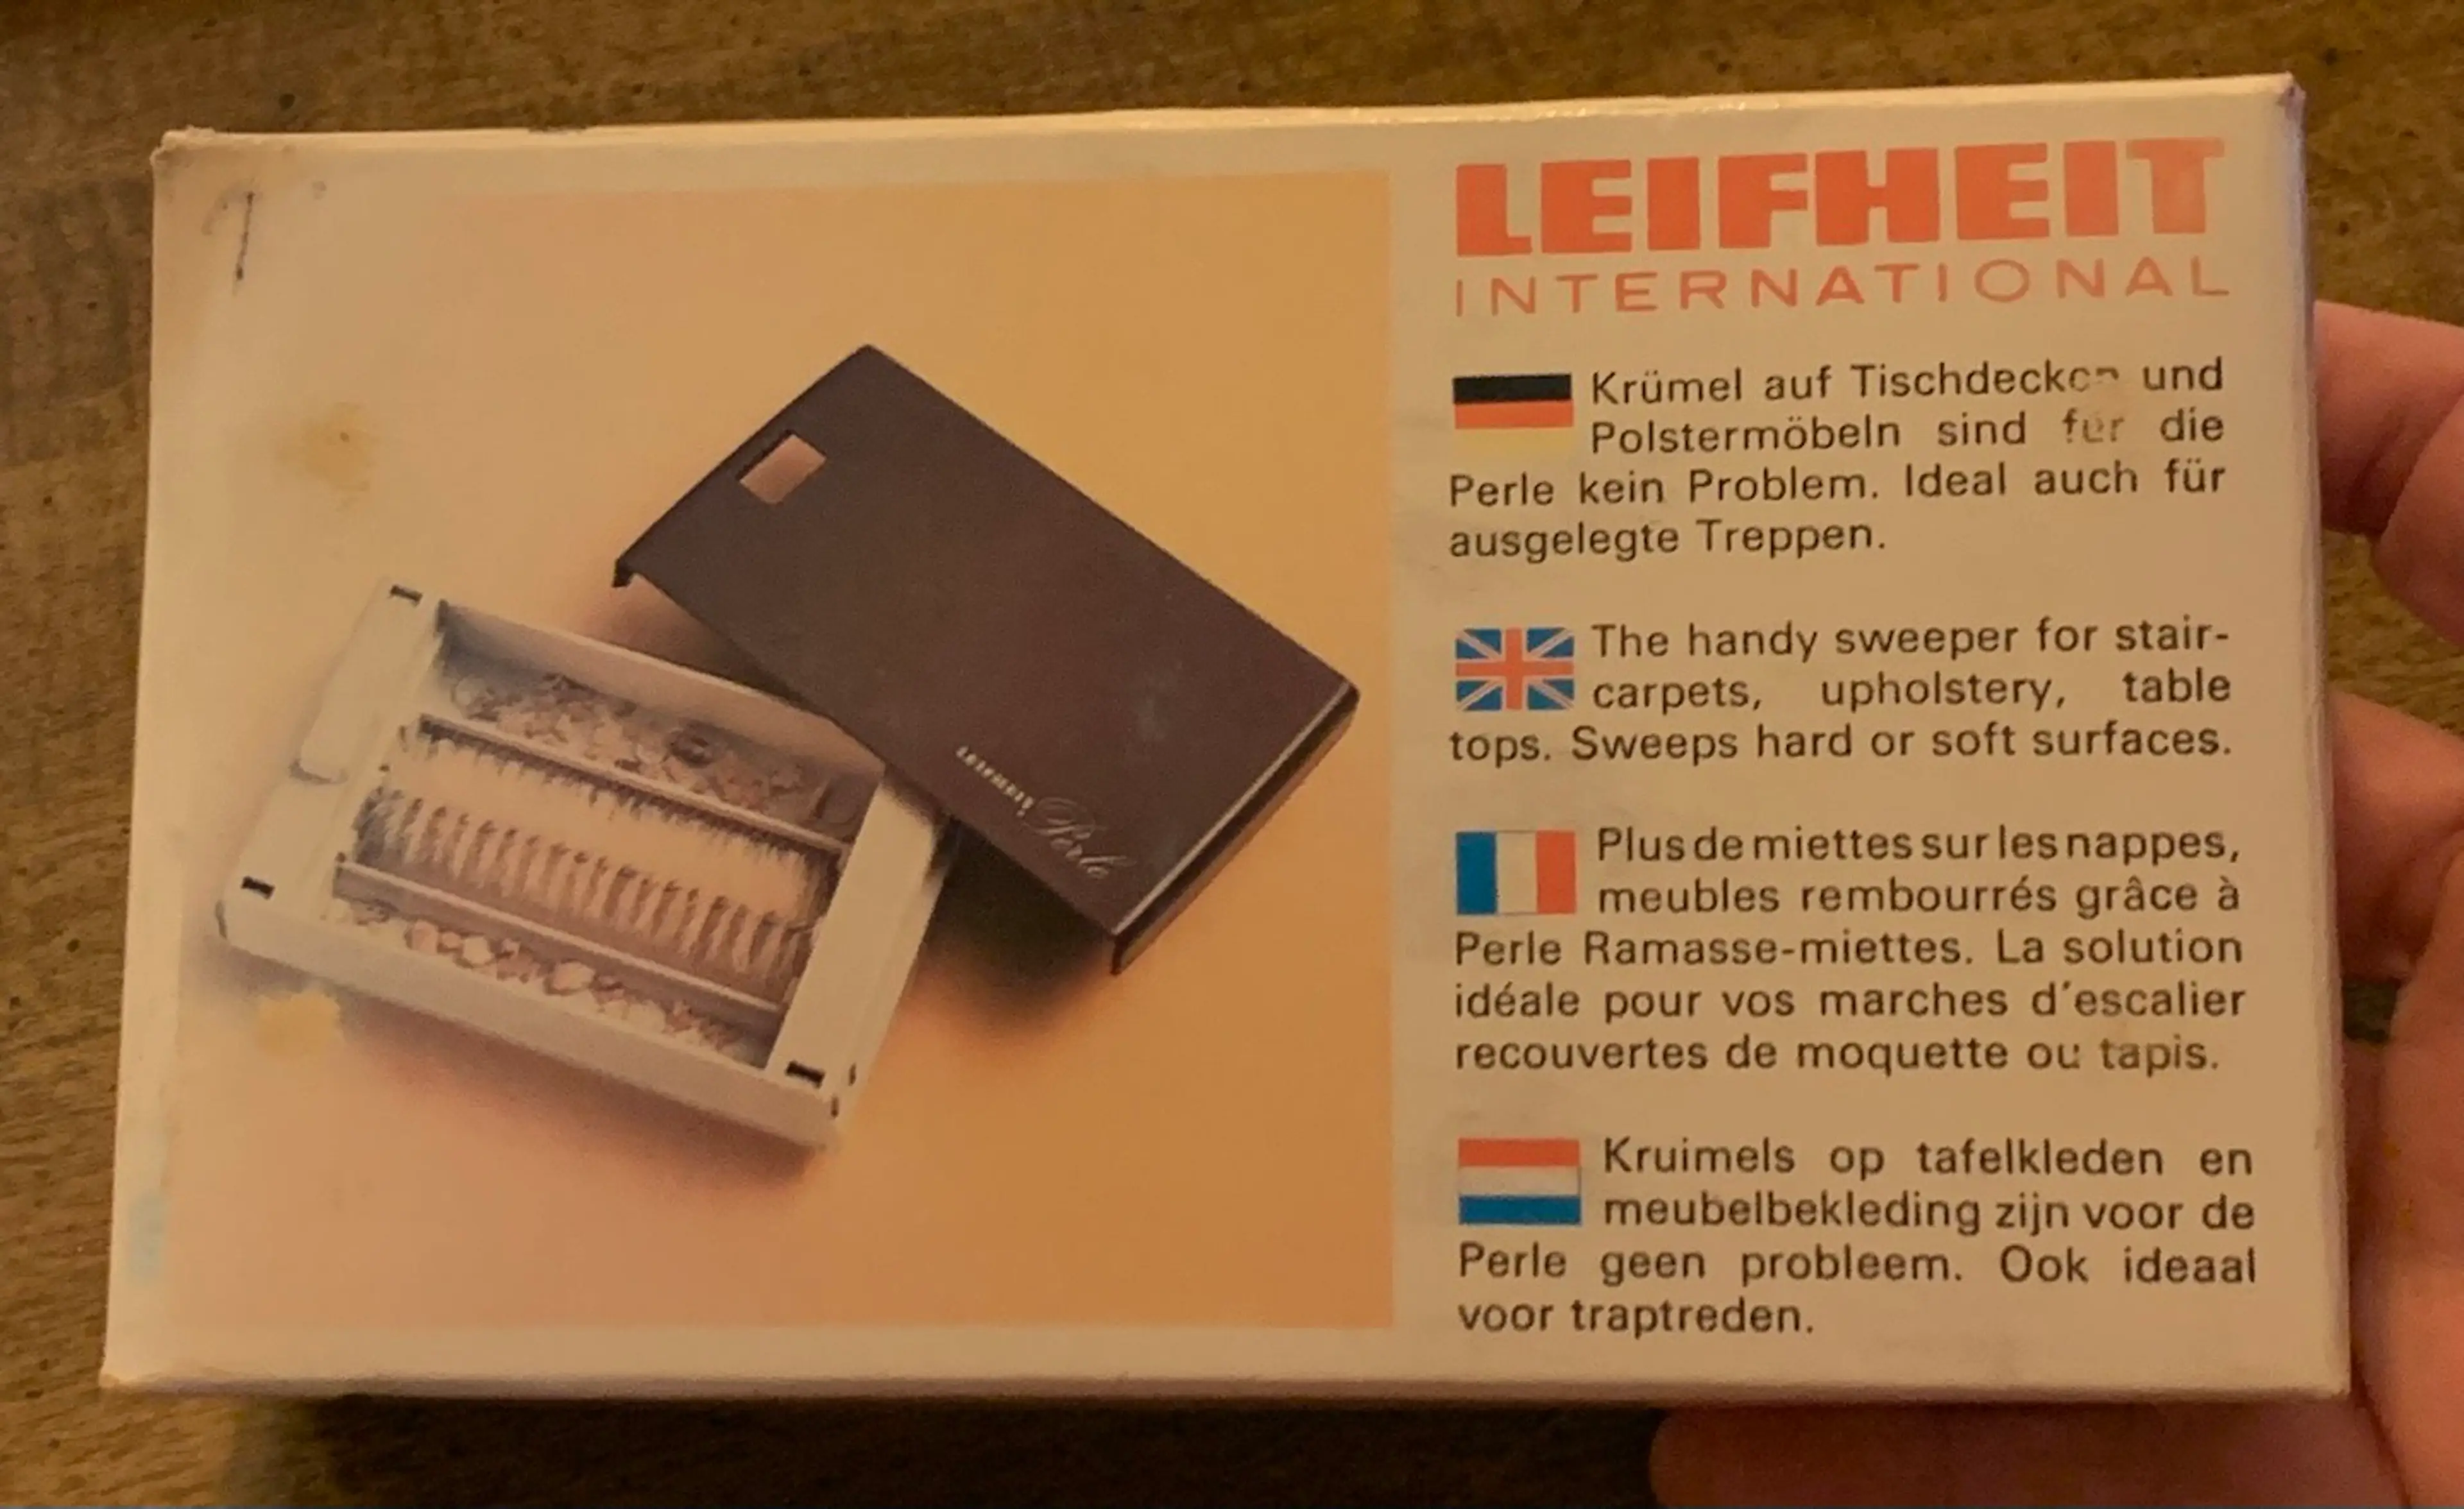 LEIFHEIT
INTERNATIONAL
Krümel auf Tischdecken und
Polstermöbeln sind für die
Perle kein Problem. Ideal auch für
ausgelegte Treppen.
The handy sweeper for stair-
carpets, upholstery, table
tops. Sweeps hard or soft surfaces.
Plus de miettes sur les nappes,
meubles rembourrés grâce à
Perle Ramasse-miettes. La solution
idéale pour vos marches d'escalier
recouvertes de moquette ou tapis.
Kruimels op tafelkleden en
meubelbekleding zijn voor de
Perle geen probleem. Ook ideaal
voor traptreden.
LEIFHEIT Perle